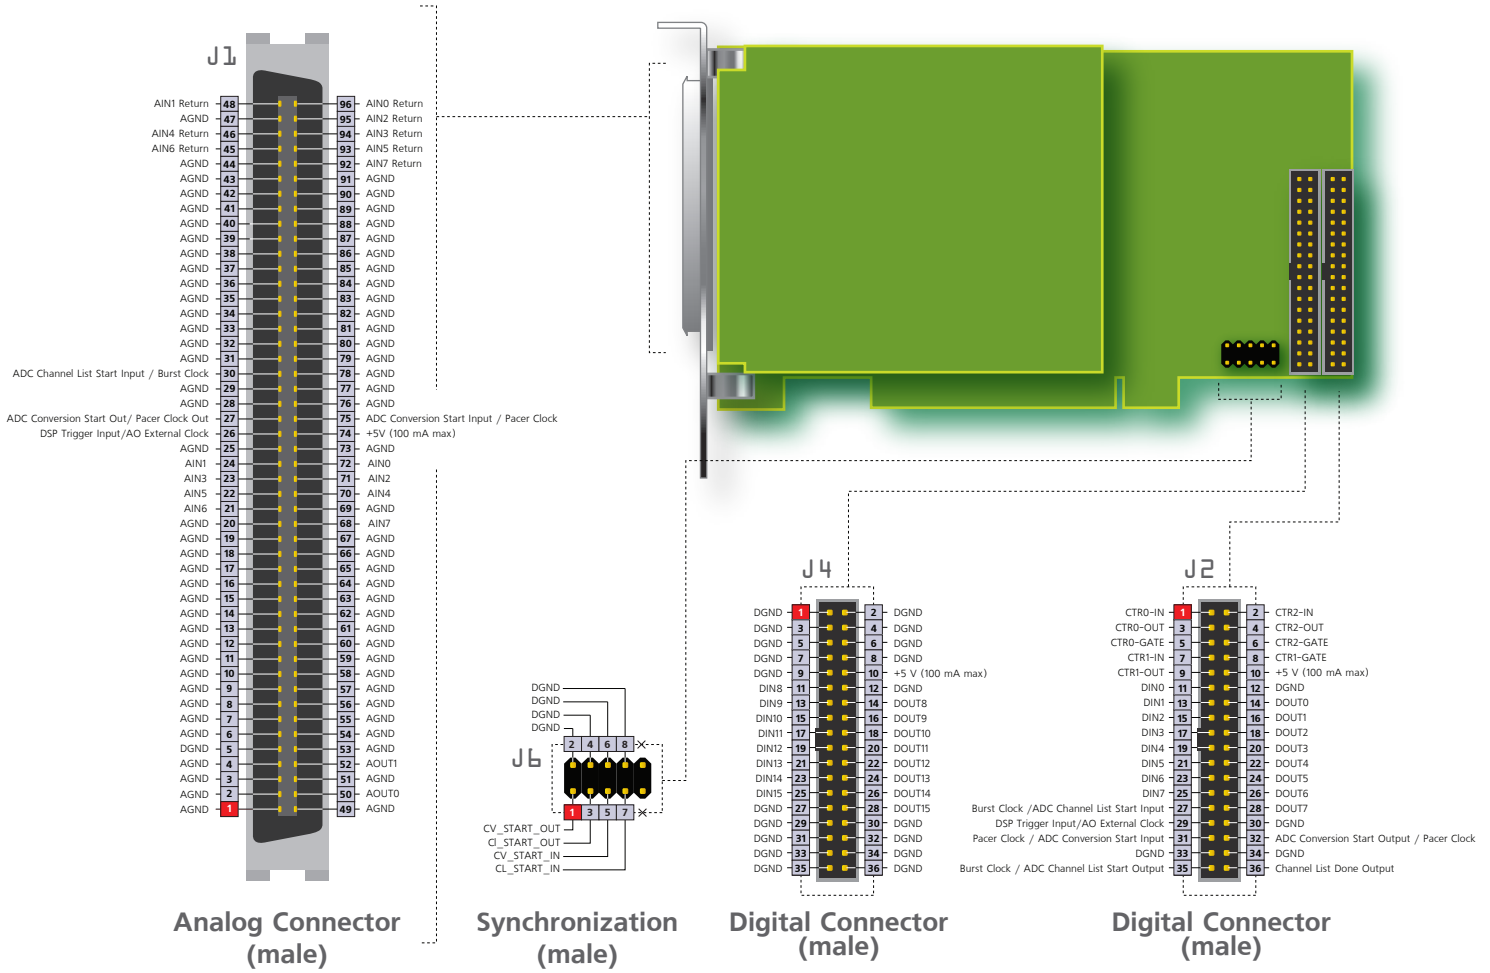 J1
AIN1 Return 48 96 AIN0 Return
AGND 47 95 AIN2 Return
AIN4 Return 46 94 AIN3 Return
AIN6 Return 45 93 AIN5 Return
AGND 44 92 AIN7 Return
AGND 43 91 AGND
AGND 42 90 AGND
AGND 41 89 AGND
AGND 40 88 AGND
AGND 39 87 AGND
AGND 38 86 AGND
AGND 37 85 AGND
AGND 36 84 AGND
AGND 35 83 AGND
AGND 34 82 AGND
AGND 33 81 AGND
AGND 32 80 AGND
AGND 31 79 AGND
ADC Channel List Start Input / Burst Clock 30 78 AGND
AGND 29 77 AGND
AGND 28 76 AGND
ADC Conversion Start Out/ Pacer Clock Out 27 75 ADC Conversion Start Input / Pacer Clock
DSP Trigger Input/AO External Clock 26 74 +5V (100 mA max)
AGND 25 73 AGND
AIN1 24 72 AIN0
AIN3 23 71 AIN2
AIN5 22 70 AIN4
AIN6 21 69 AGND
AGND 20 68 AIN7
AGND 19 67 AGND
AGND 18 66 AGND
AGND 17 65 AGND
AGND 16 64 AGND
AGND 15 63 AGND
AGND 14 62 AGND
AGND 13 61 AGND
AGND 12 60 AGND
AGND 11 59 AGND
AGND 10 58 AGND
AGND 9 57 AGND
AGND 8 56 AGND
AGND 7 55 AGND
AGND 6 54 AGND
DGND 5 53 AGND
AGND 4 52 AOUT1
AGND 3 51 AGND
AGND 2 50 AOUT0
AGND 1 49 AGND
Analog Connector
(male)
DGND
DGND
DGND
DGND
J6
2 4 6 8
1 3 5 7
CV_START_OUT
CI_START_OUT
CV_START_IN
CL_START_IN
Synchronization
(male)
J4
DGND 1 2 DGND
DGND 3 4 DGND
DGND 5 6 DGND
DGND 7 8 DGND
DGND 9 10 +5 V (100 mA max)
DIN8 11 12 DGND
DIN9 13 14 DOUT8
DIN10 15 16 DOUT9
DIN11 17 18 DOUT10
DIN12 19 20 DOUT11
DIN13 21 22 DOUT12
DIN14 23 24 DOUT13
DIN15 25 26 DOUT14
DGND 27 28 DOUT15
DGND 29 30 DGND
DGND 31 32 DGND
DGND 33 34 DGND
DGND 35 36 DGND
Digital Connector
(male)
J2
CTR0-IN 1 2 CTR2-IN
CTR0-OUT 3 4 CTR2-OUT
CTR0-GATE 5 6 CTR2-GATE
CTR1-IN 7 8 CTR1-GATE
CTR1-OUT 9 10 +5 V (100 mA max)
DIN0 11 12 DGND
DIN1 13 14 DOUT0
DIN2 15 16 DOUT1
DIN3 17 18 DOUT2
DIN4 19 20 DOUT3
DIN5 21 22 DOUT4
DIN6 23 24 DOUT5
DIN7 25 26 DOUT6
Burst Clock /ADC Channel List Start Input 27 28 DOUT7
DSP Trigger Input/AO External Clock 29 30 DGND
Pacer Clock / ADC Conversion Start Input 31 32 ADC Conversion Start Output / Pacer Clock
DGND 33 34 DGND
Burst Clock / ADC Channel List Start Output 35 36 Channel List Done Output
Digital Connector
(male)